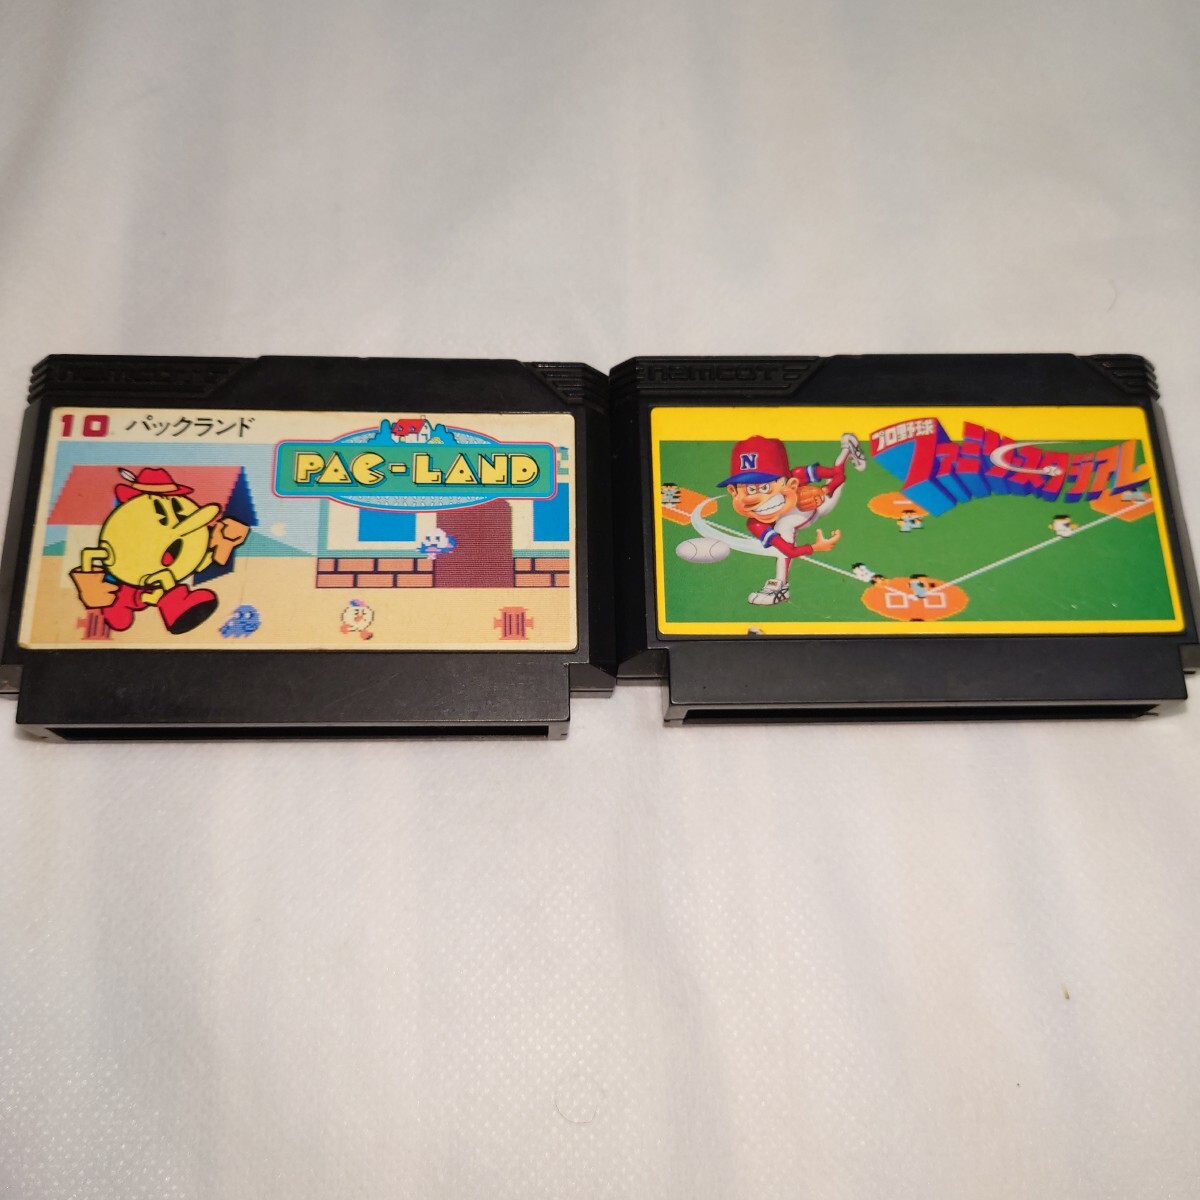 namcot
10 パックランド
PAC-LAND
namcot
プロ野球
ファミリースタジアム
N